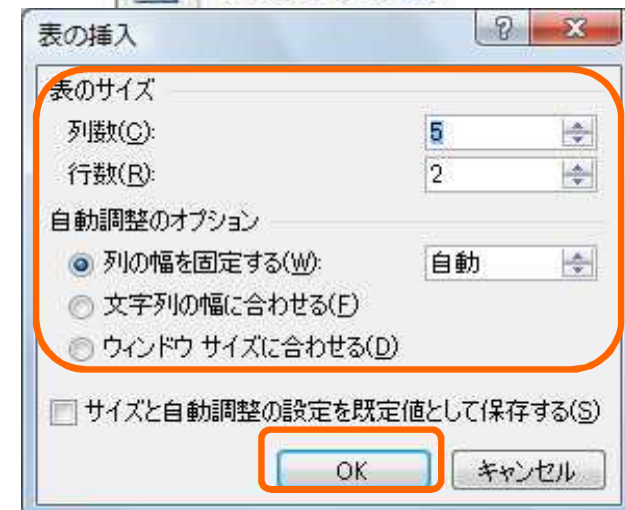 表の挿入
表のサイズ
列数(C): 5
行数(R): 2
自動調整のオプション
列の幅を固定する(W): 自動
文字列の幅に合わせる(F)
ウィンドウ サイズに合わせる(D)
サイズと自動調整の設定を既定値として保存する(S)
OK キャンセル